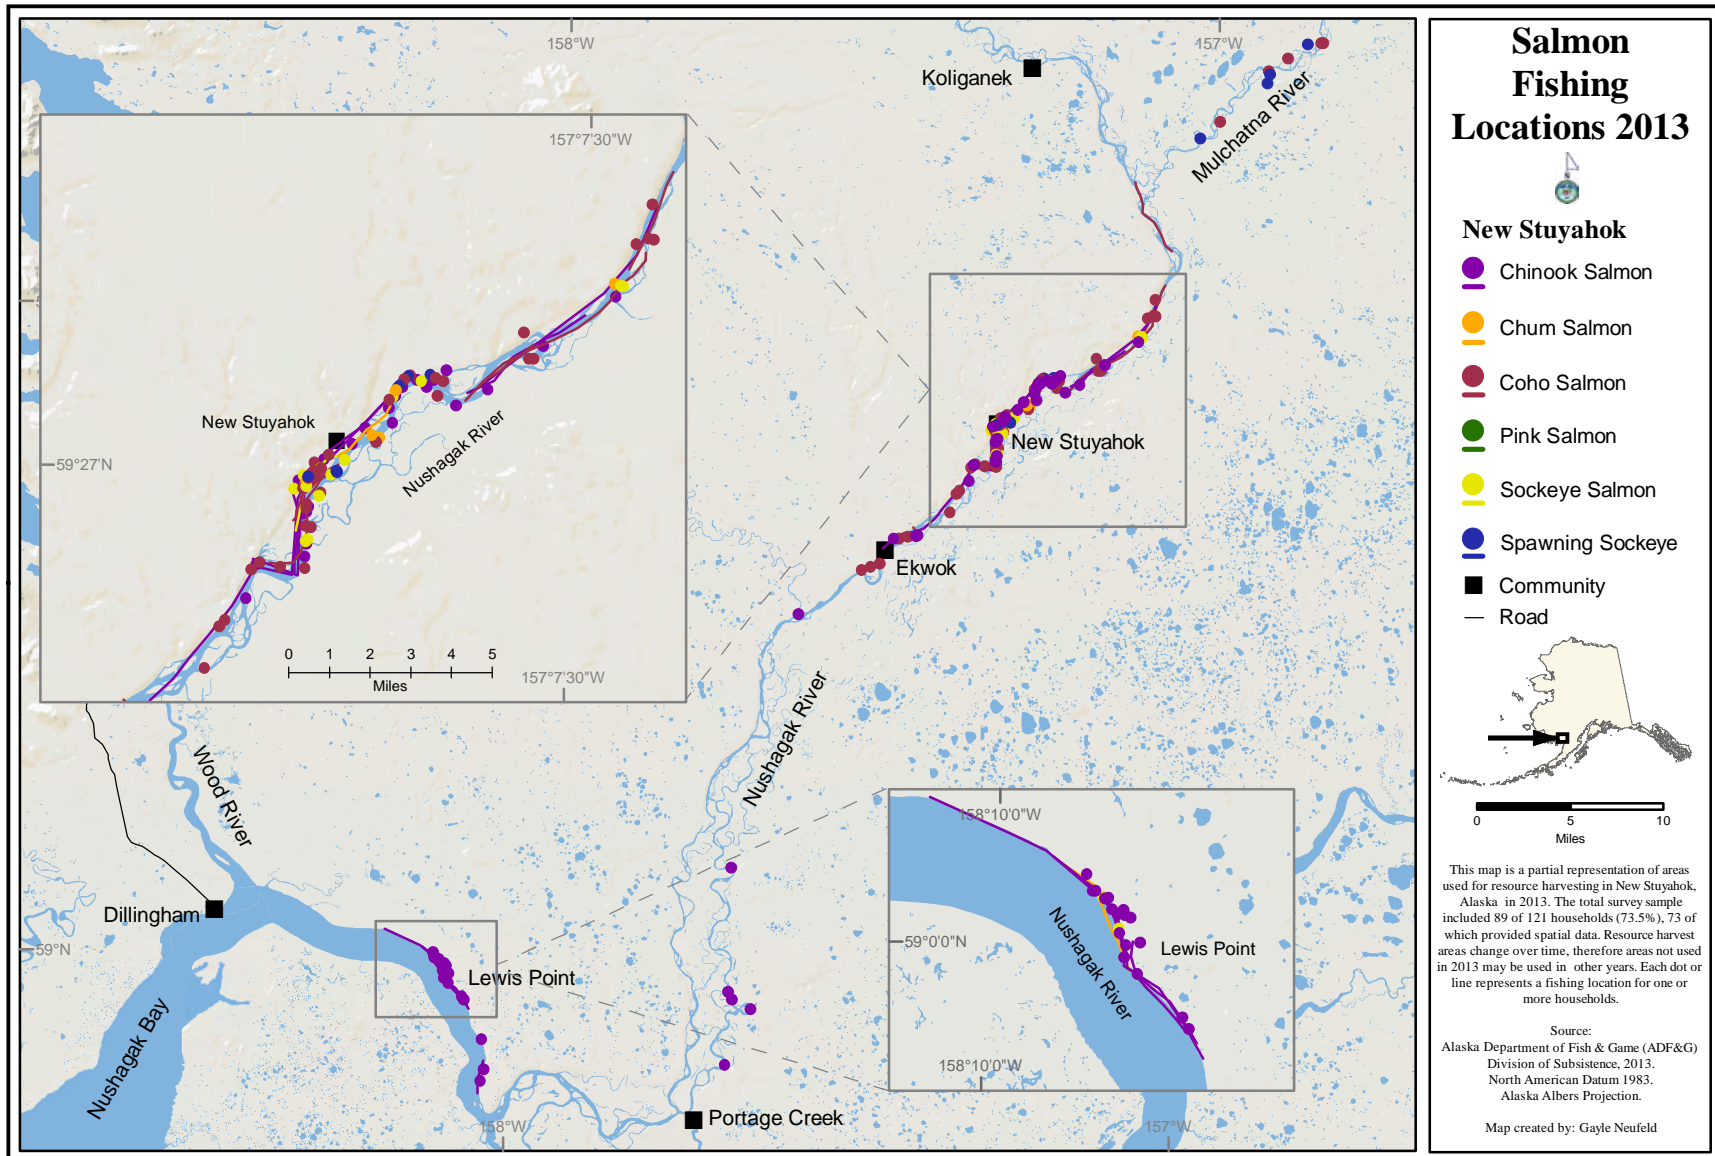 Salmon
Fishing
Locations 2013
New Stuyahok
Chinook Salmon
Chum Salmon
Coho Salmon
Pink Salmon
Sockeye Salmon
Spawning Sockeye
Community
Road
0 5 10
Miles
This map is a partial representation of areas
used for resource harvesting in New Stuyahok,
Alaska in 2013. The total survey sample
included 89 of 121 households (73.5%), 73 of
which provided spatial data. Resource harvest
areas change over time, therefore areas not used
in 2013 may be used in other years. Each dot or
line represents a fishing location for one or
more households.
Source:
Alaska Department of Fish & Game (ADF&G)
Division of Subsistence, 2013.
North American Datum 1983.
Alaska Albers Projection.
Map created by: Gayle Neufeld
158°W
157°W
Koliganek
Mulchatna River
157°7'30"W
New Stuyahok
Nushagak River
59°27'N
0 1 2 3 4 5
Miles
157°7'30"W
New Stuyahok
Ekwok
Nushagak River
Wood River
Dillingham
59°N
Nushagak Bay
Lewis Point
158°10'0"W
59°0'0"N
Lewis Point
Nushagak River
158°10'0"W
Portage Creek
158°W
157°W